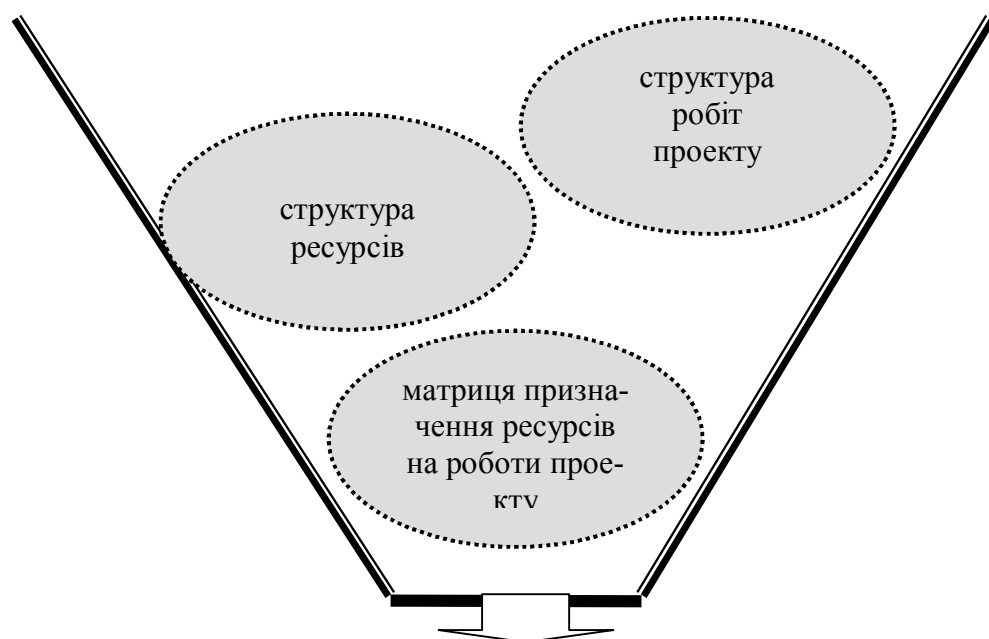 структура
робіт
проекту
структура
ресурсів
матриця призна-
чення ресурсів
на роботи прое-
кту